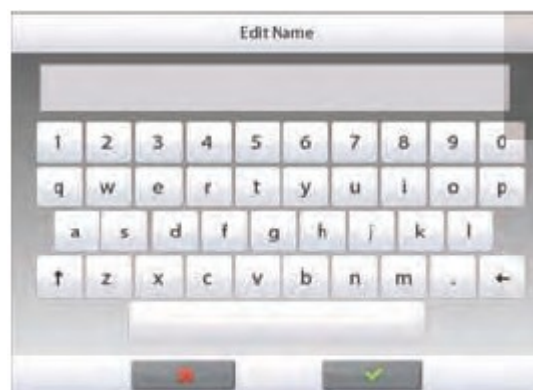 Edit Name
1 2 3 4 5 6 7 8 9 0
q w e r t y u i o p
a s d f g h j k l
↑ z x c v b n m . ←